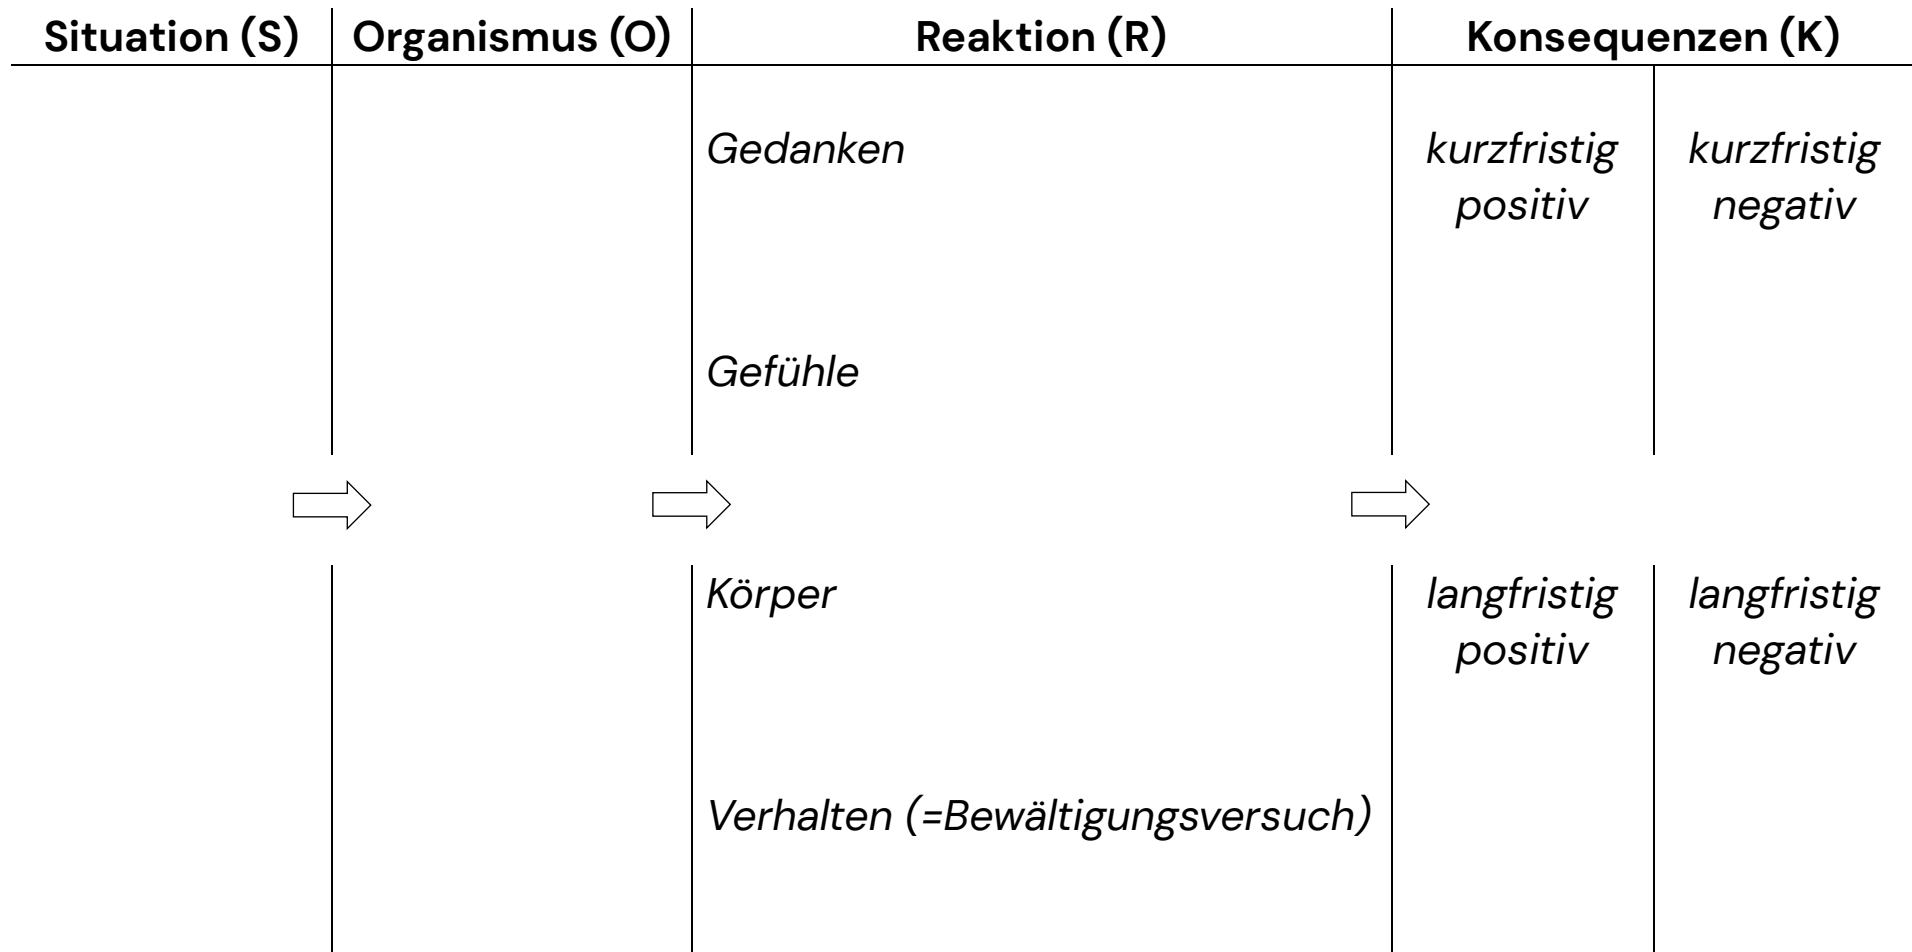 Situation (S)
Organismus (O)
Reaktion (R)
Konsequenzen (K)
Gedanken
kurzfristig
positiv
kurzfristig
negativ
Gefühle
Körper
langfristig
positiv
langfristig
negativ
Verhalten (=Bewältigungsversuch)